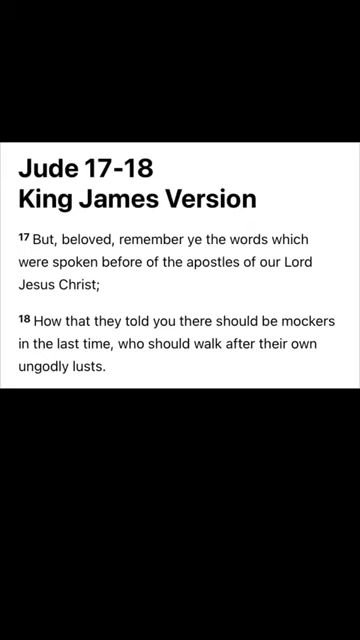 Jude 17-18
King James Version
17 But, beloved, remember ye the words which
were spoken before of the apostles of our Lord
Jesus Christ;
18 How that they told you there should be mockers
in the last time, who should walk after their own
ungodly lusts.